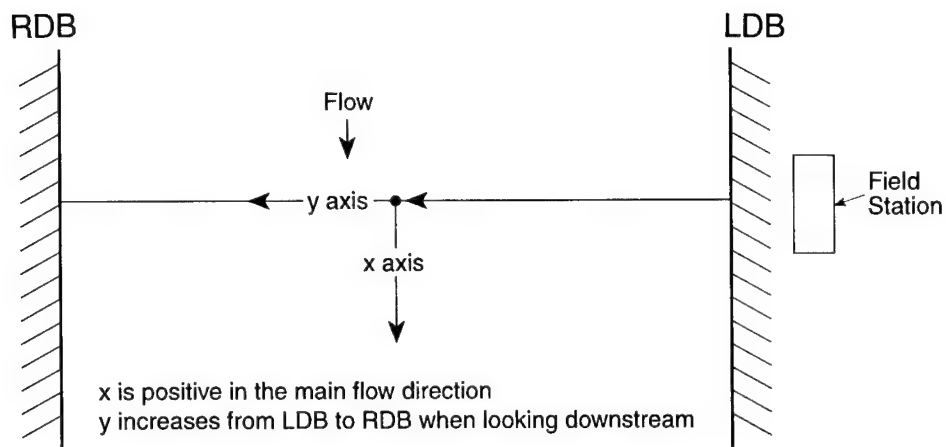 RDB
LDB
Flow
y axis
Field
Station
x axis
x is positive in the main flow direction
y increases from LDB to RDB when looking downstream